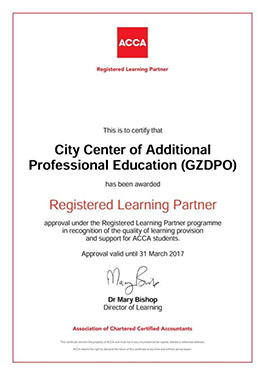 ACCA
Registered Learning Partner
This is to certify that
City Center of Additional
Professional Education (GZDPO)
has been awarded
Registered Learning Partner
approval under the Registered Learning Partner programme
in recognition of the quality of learning provision
and support for ACCA students.
Approval valid until 31 March 2017
Mary Bishop
Dr Mary Bishop
Director of Learning
Association of Chartered Certified Accountants